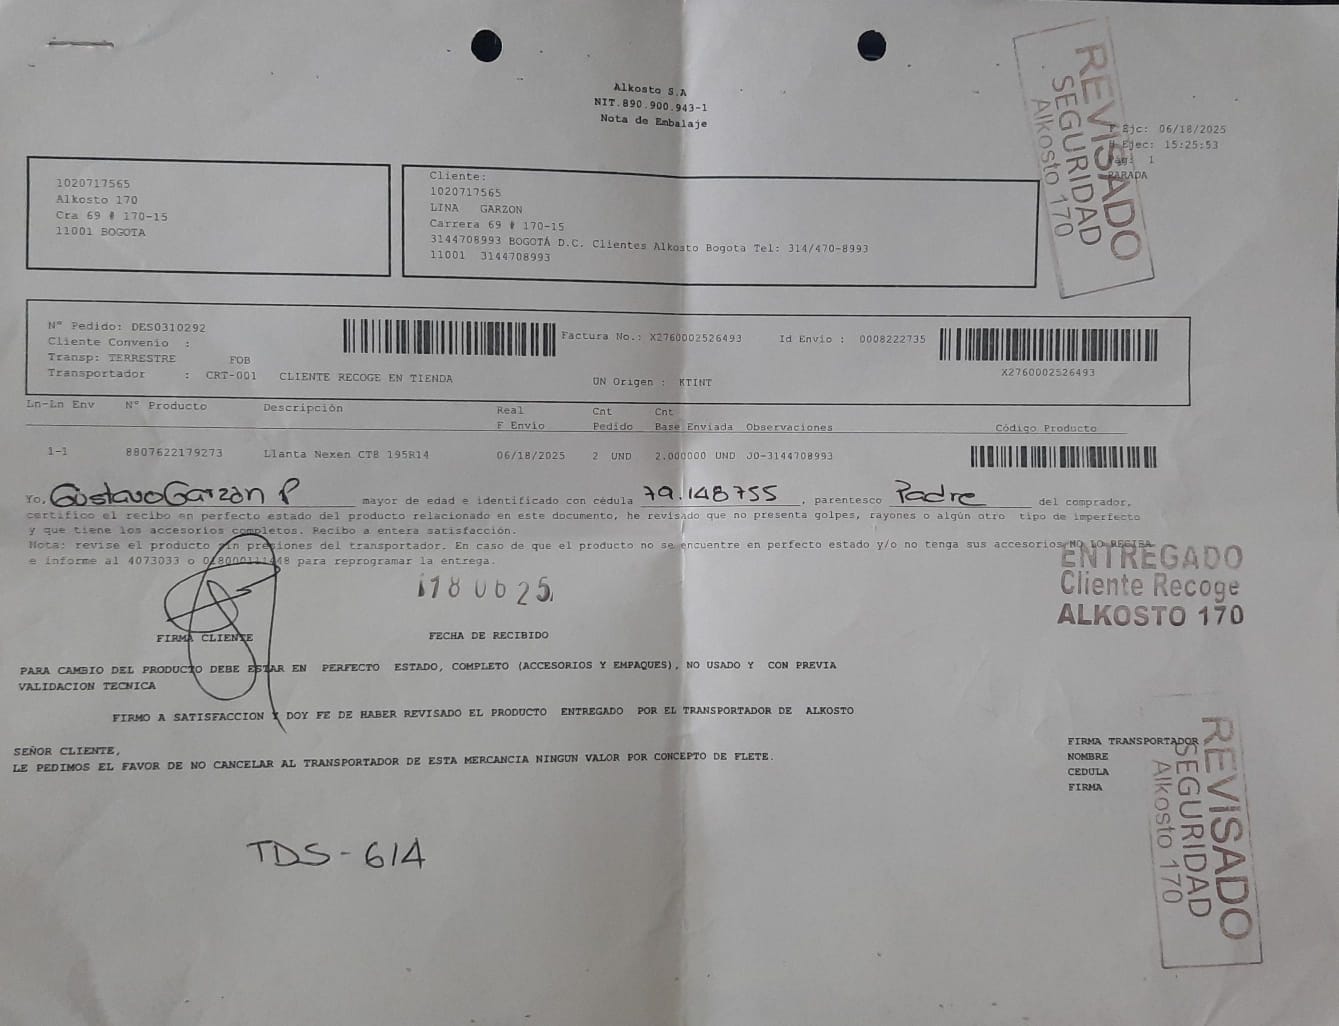 Alkosto S.A
NIT.890.900.943-1
Nota de Embalaje
Ejc: 06/18/2025
Ejec: 15:25:53
Pág: 1
PARADA
REVISADO
SEGURIDAD
Alkosto 170
1020717565
Alkosto 170
Cra 69 # 170-15
11001 BOGOTA
Cliente:
1020717565
LINA GARZON
Carrera 69 # 170-15
3144708993 BOGOTÁ D.C. Clientes Alkosto Bogota Tel: 314/470-8993
11001 3144708993
N° Pedido: DES0310292
Cliente Convenio :
Transp: TERRESTRE FOB
Transportador : CRT-001 CLIENTE RECOGE EN TIENDA
Factura No.: X2760002526493 Id Envio : 0008222735
X2760002526493
UN Origen : KTINT
Ln-Ln Env N° Producto Descripción Real F Envio Cnt Pedido Cnt Base Enviada Observaciones Código Producto
1-1 8807622179273 Llanta Nexen CT8 195R14 06/18/2025 2 UND 2.000000 UND JO-3144708993
Yo, Gustavo Garzon P mayor de edad e identificado con cédula 79.148755, parentesco Padre del comprador,
certifico el recibo en perfecto estado del producto relacionado en este documento, he revisado que no presenta golpes, rayones o algún otro tipo de imperfecto
y que tiene los accesorios completos. Recibo a entera satisfacción.
Nota: revise el producto sin presiones del transportador. En caso de que el producto no se encuentre en perfecto estado y/o no tenga sus accesorios NO LO RECIBA
e informe al 4073033 o 018000111448 para reprogramar la entrega.
ENTREGADO
Cliente Recoge
ALKOSTO 170
180625
FIRMA CLIENTE FECHA DE RECIBIDO
PARA CAMBIO DEL PRODUCTO DEBE ESTAR EN PERFECTO ESTADO, COMPLETO (ACCESORIOS Y EMPAQUES), NO USADO Y CON PREVIA
VALIDACION TECNICA
FIRMO A SATISFACCION Y DOY FE DE HABER REVISADO EL PRODUCTO ENTREGADO POR EL TRANSPORTADOR DE ALKOSTO
SEÑOR CLIENTE,
LE PEDIMOS EL FAVOR DE NO CANCELAR AL TRANSPORTADOR DE ESTA MERCANCIA NINGUN VALOR POR CONCEPTO DE FLETE.
FIRMA TRANSPORTADOR
NOMBRE
CEDULA
FIRMA
REVISADO
SEGURIDAD
Alkosto 170
TDS-614